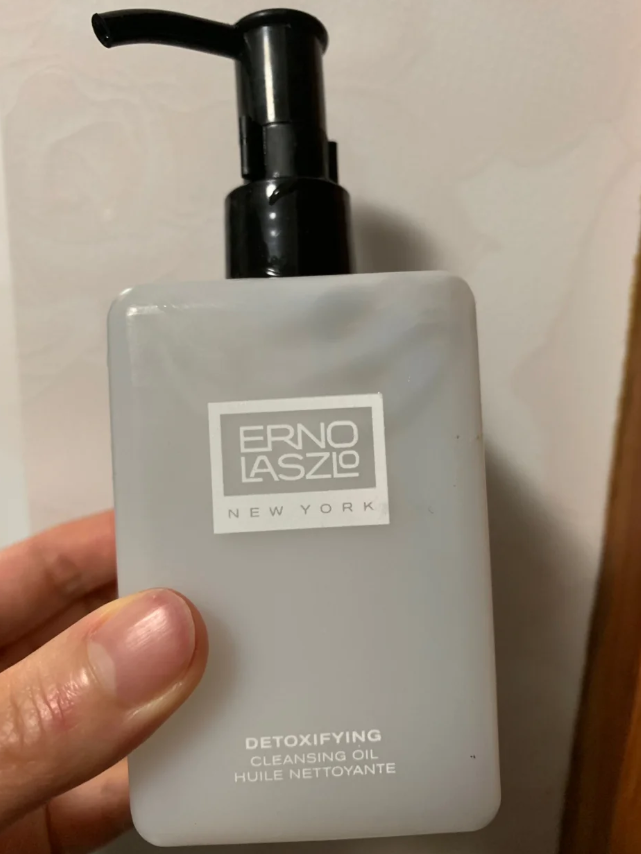 ERNO
LASZLO
NEW YORK
DETOXIFYING
CLEANSING OIL
HUILE NETTOYANTE